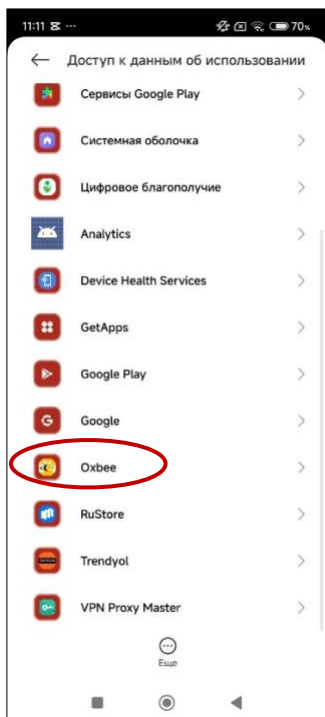 11:11 ...
70%
Доступ к данным об использовании
Сервисы Google Play
Системная оболочка
Цифровое благополучие
Analytics
Device Health Services
GetApps
Google Play
Google
Oxbee
RuStore
Trendyol
VPN Proxy Master
Еще